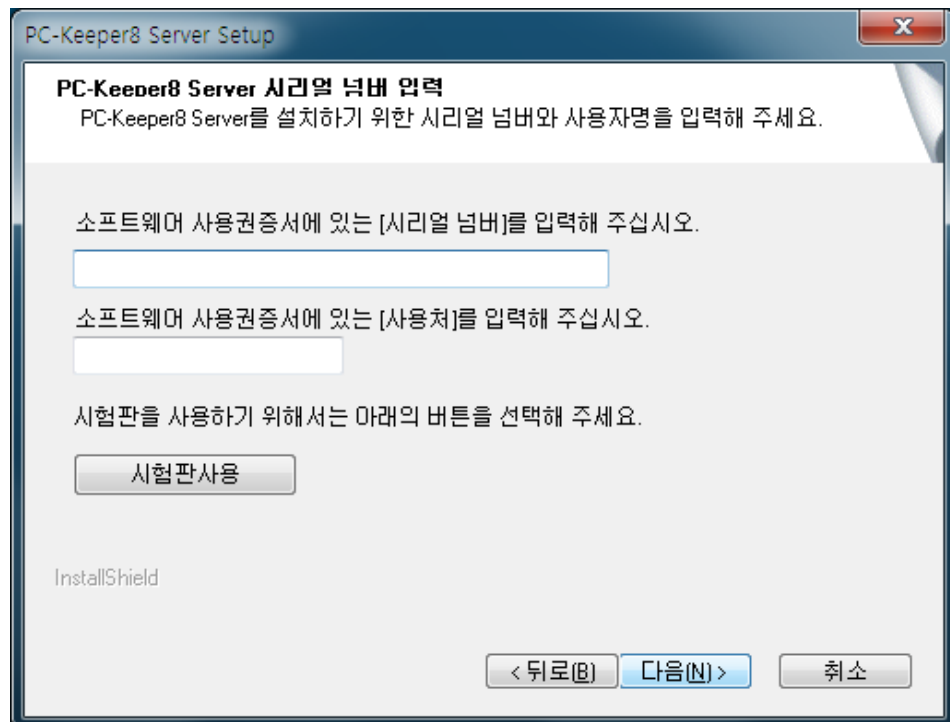 PC-Keeper8 Server Setup
PC-Keeper8 Server 시리얼 넘버 입력
PC-Keeper8 Server를 설치하기 위한 시리얼 넘버와 사용자명을 입력해 주세요.
소프트웨어 사용권증서에 있는 [시리얼 넘버]를 입력해 주십시오.
소프트웨어 사용권증서에 있는 [사용처]를 입력해 주십시오.
시험판을 사용하기 위해서는 아래의 버튼을 선택해 주세요.
시험판사용
InstallShield
< 뒤로(B) 다음(N) > 취소